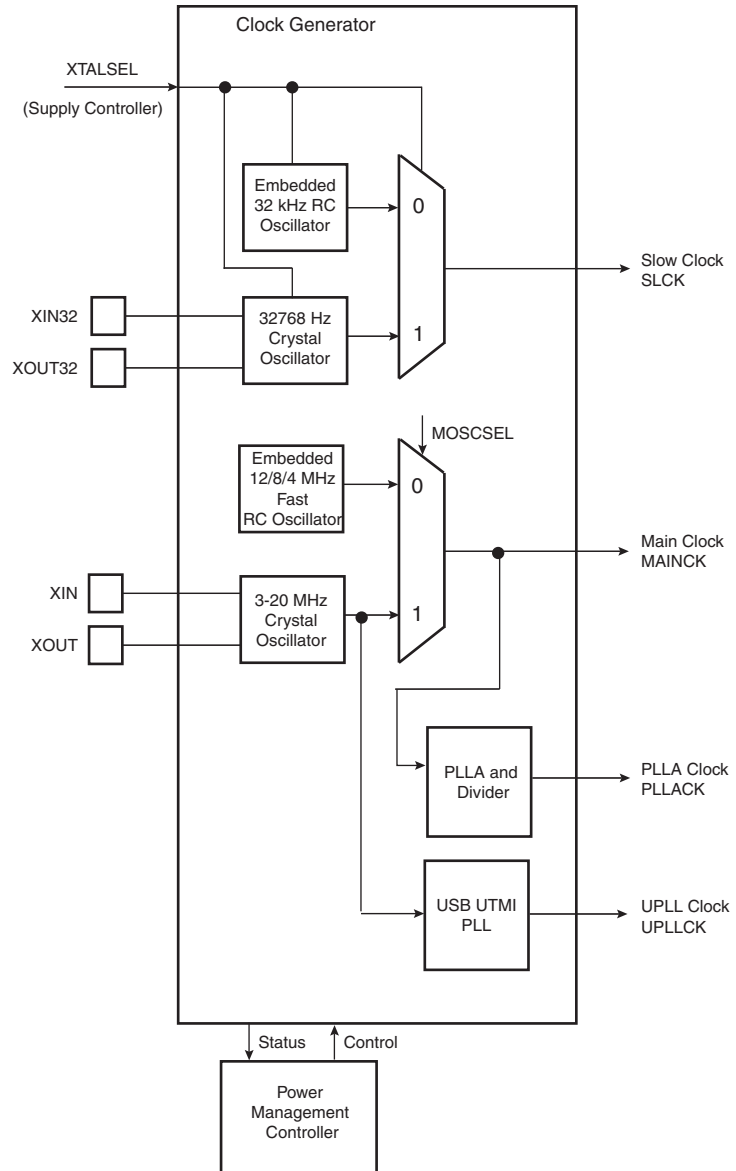 Clock Generator
XTALSEL
(Supply Controller)
Embedded
32 kHz RC
Oscillator
0
Slow Clock
SLCK
XIN32
32768 Hz
Crystal
Oscillator
1
XOUT32
MOSCSEL
Embedded
12/8/4 MHz
Fast
RC Oscillator
0
Main Clock
MAINCK
XIN
3-20 MHz
Crystal
Oscillator
1
XOUT
PLLA and
Divider
PLLA Clock
PLLACK
USB UTMI
PLL
UPLL Clock
UPLLCK
Status
Control
Power
Management
Controller